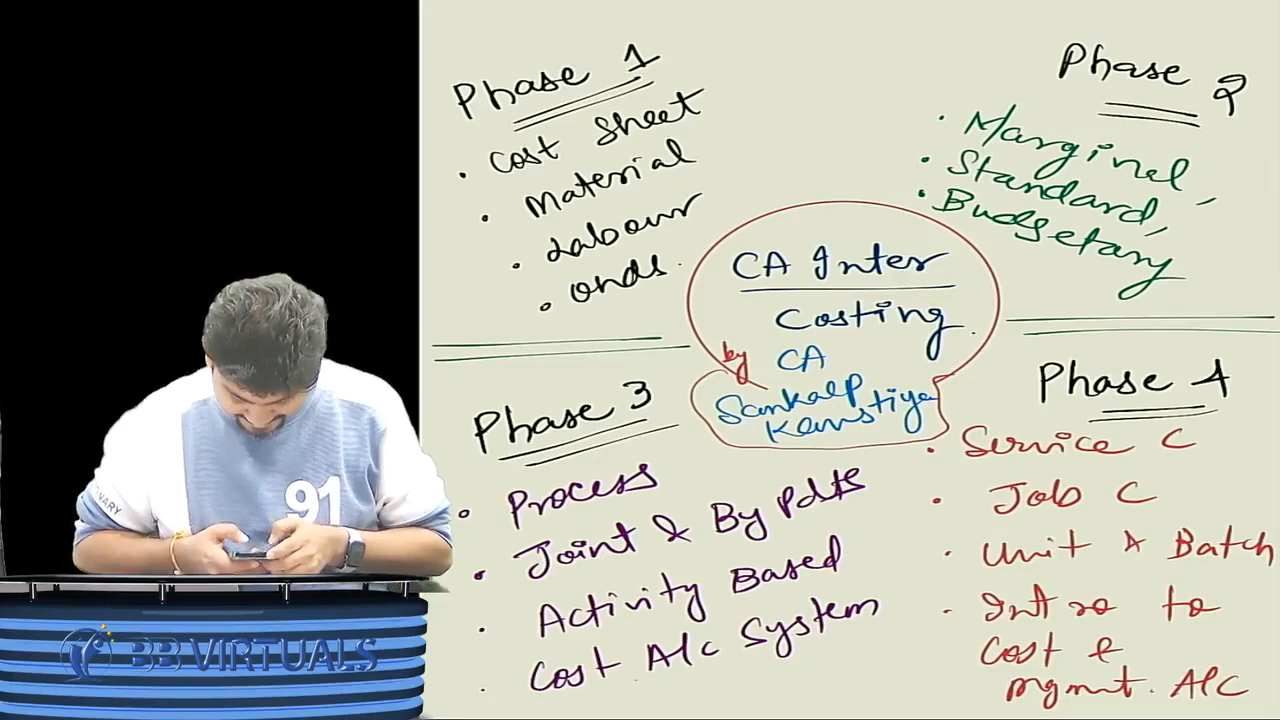 Phase 1
• Cost Sheet
• Material
• Labour
• OHDs.
Phase 2
• Marginal,
• Standard,
• Budgetary
CA Inter
Costing
by CA
Sankalp
Kanstiya
Phase 3
• Process
• Joint & By Pdts
• Activity Based
• Cost A/c System
Phase 4
• Service C
• Job C
• Unit & Batch
• Intro to
Cost &
Mgmt. A/C
91
BB VIRTUALS